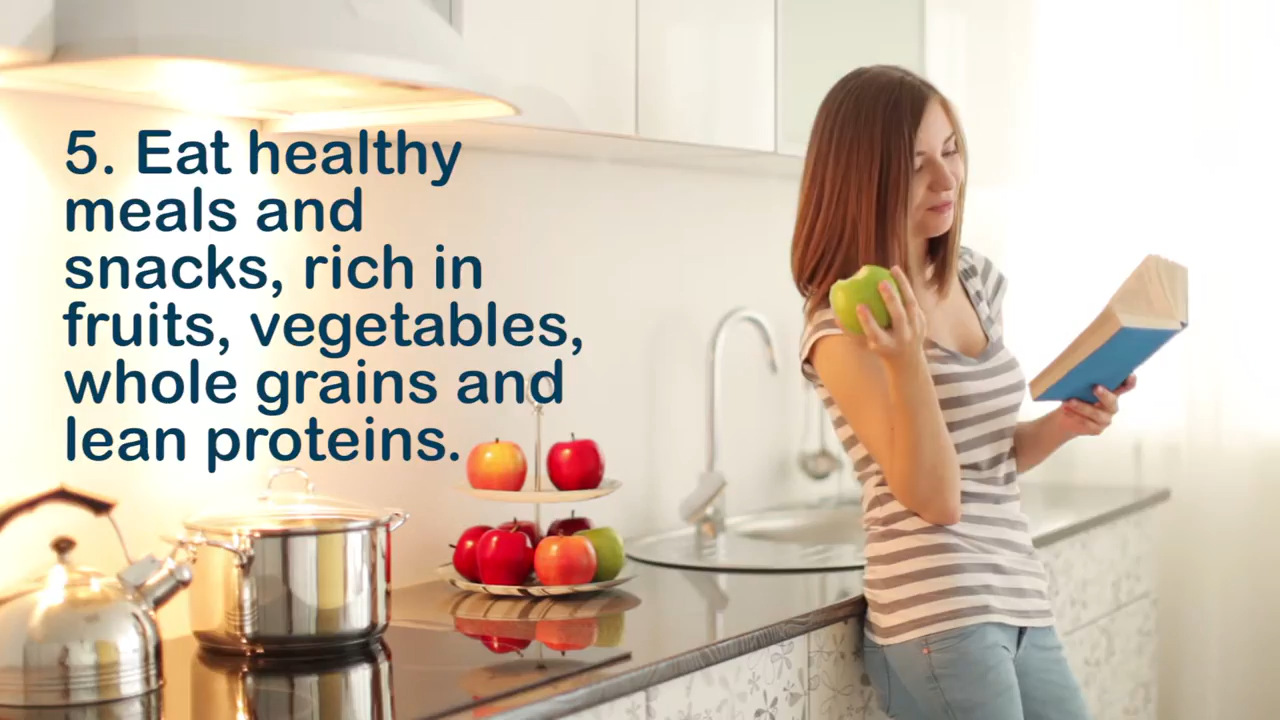 5. Eat healthy
meals and
snacks, rich in
fruits, vegetables,
whole grains and
lean proteins.